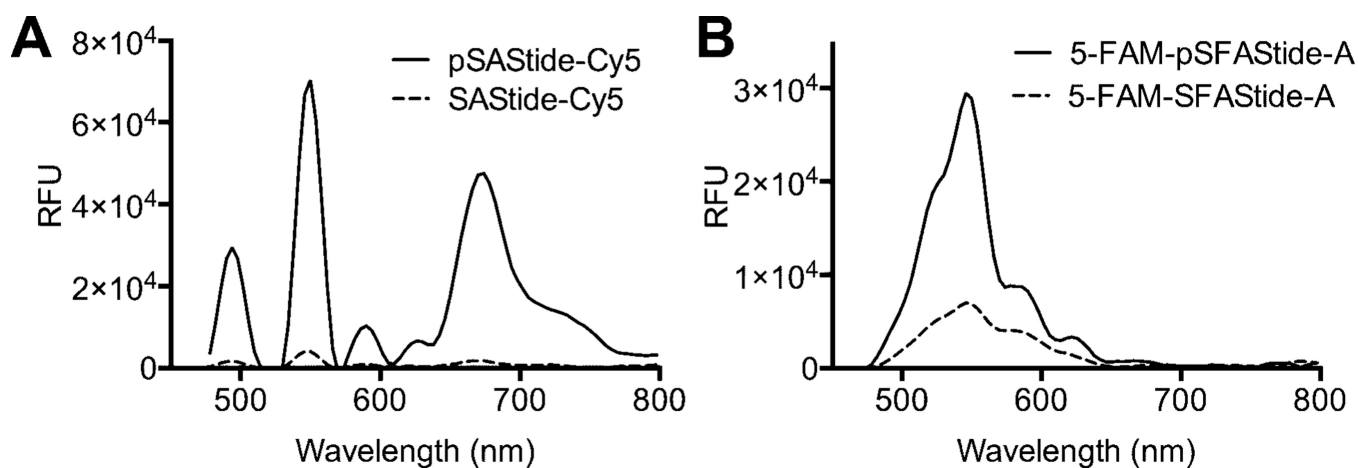 A
8×10⁴
6×10⁴
4×10⁴
2×10⁴
0
RFU
pSAStide-Cy5
SAStide-Cy5
500 600 700 800
Wavelength (nm)
B
3×10⁴
2×10⁴
1×10⁴
0
RFU
5-FAM-pSFAStide-A
5-FAM-SFAStide-A
500 600 700 800
Wavelength (nm)